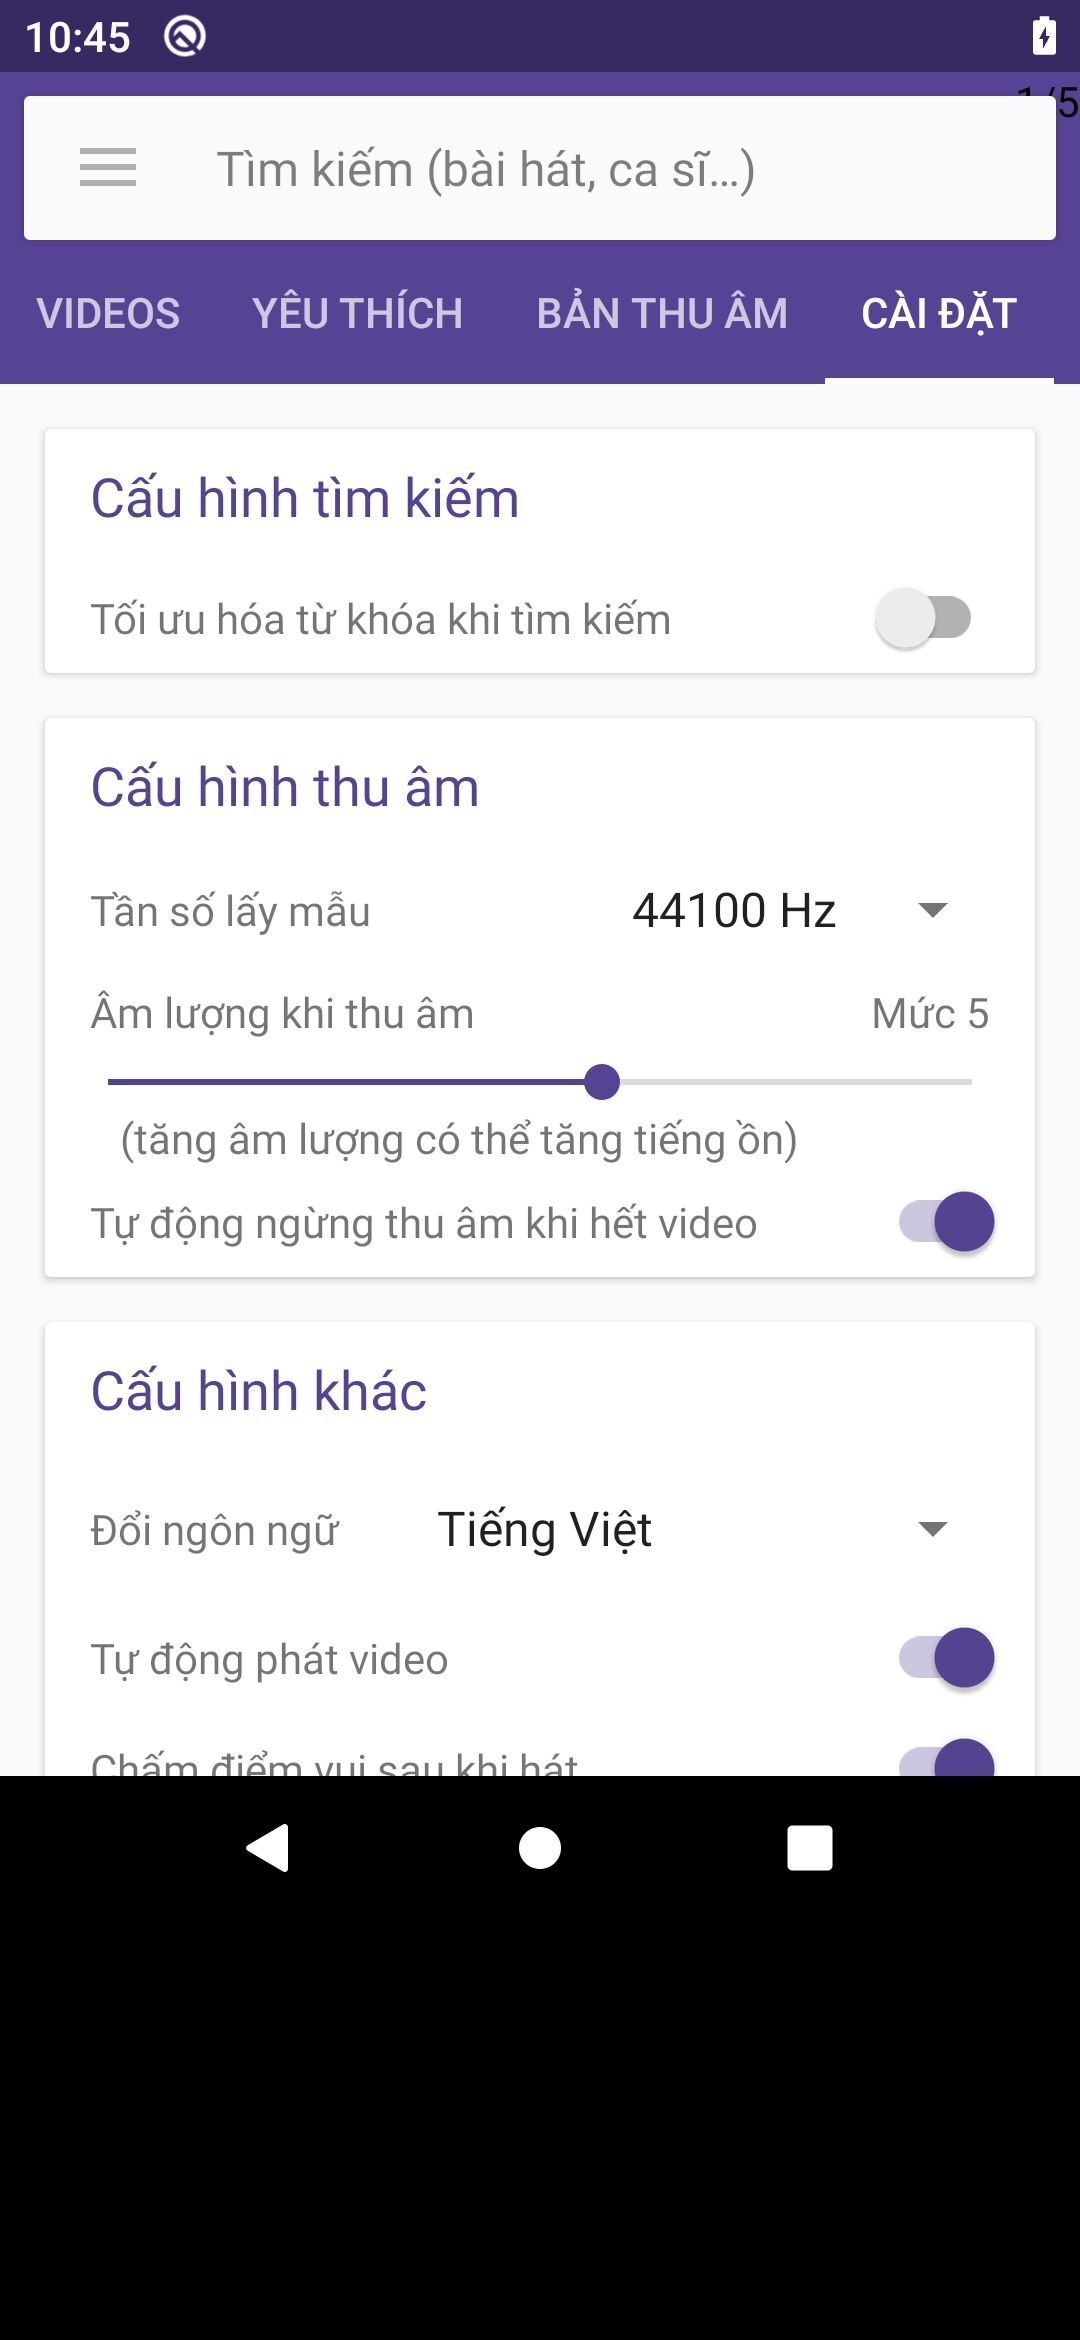 10:45
1/5
Tìm kiếm (bài hát, ca sĩ...)
VIDEOS YÊU THÍCH BẢN THU ÂM CÀI ĐẶT
Cấu hình tìm kiếm
Tối ưu hóa từ khóa khi tìm kiếm
Cấu hình thu âm
Tần số lấy mẫu 44100 Hz
Âm lượng khi thu âm Mức 5
(tăng âm lượng có thể tăng tiếng ồn)
Tự động ngừng thu âm khi hết video
Cấu hình khác
Đổi ngôn ngữ Tiếng Việt
Tự động phát video
Chấm điểm vui sau khi hát